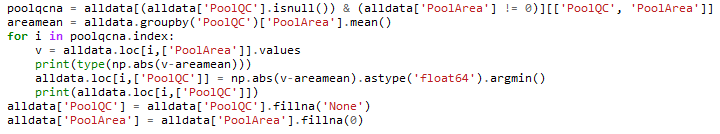 poolqcna = alldata[(alldata['PoolQC'].isnull()) & (alldata['PoolArea'] != 0)][['PoolQC', 'PoolArea']]
areamean = alldata.groupby('PoolQC')['PoolArea'].mean()
for i in poolqcna.index:
    v = alldata.loc[i,['PoolArea']].values
    print(type(np.abs(v-areamean)))
    alldata.loc[i,['PoolQC']] = np.abs(v-areamean).astype('float64').argmin()
    print(alldata.loc[i,['PoolQC']])
alldata['PoolQC'] = alldata['PoolQC'].fillna('None')
alldata['PoolArea'] = alldata['PoolArea'].fillna(0)